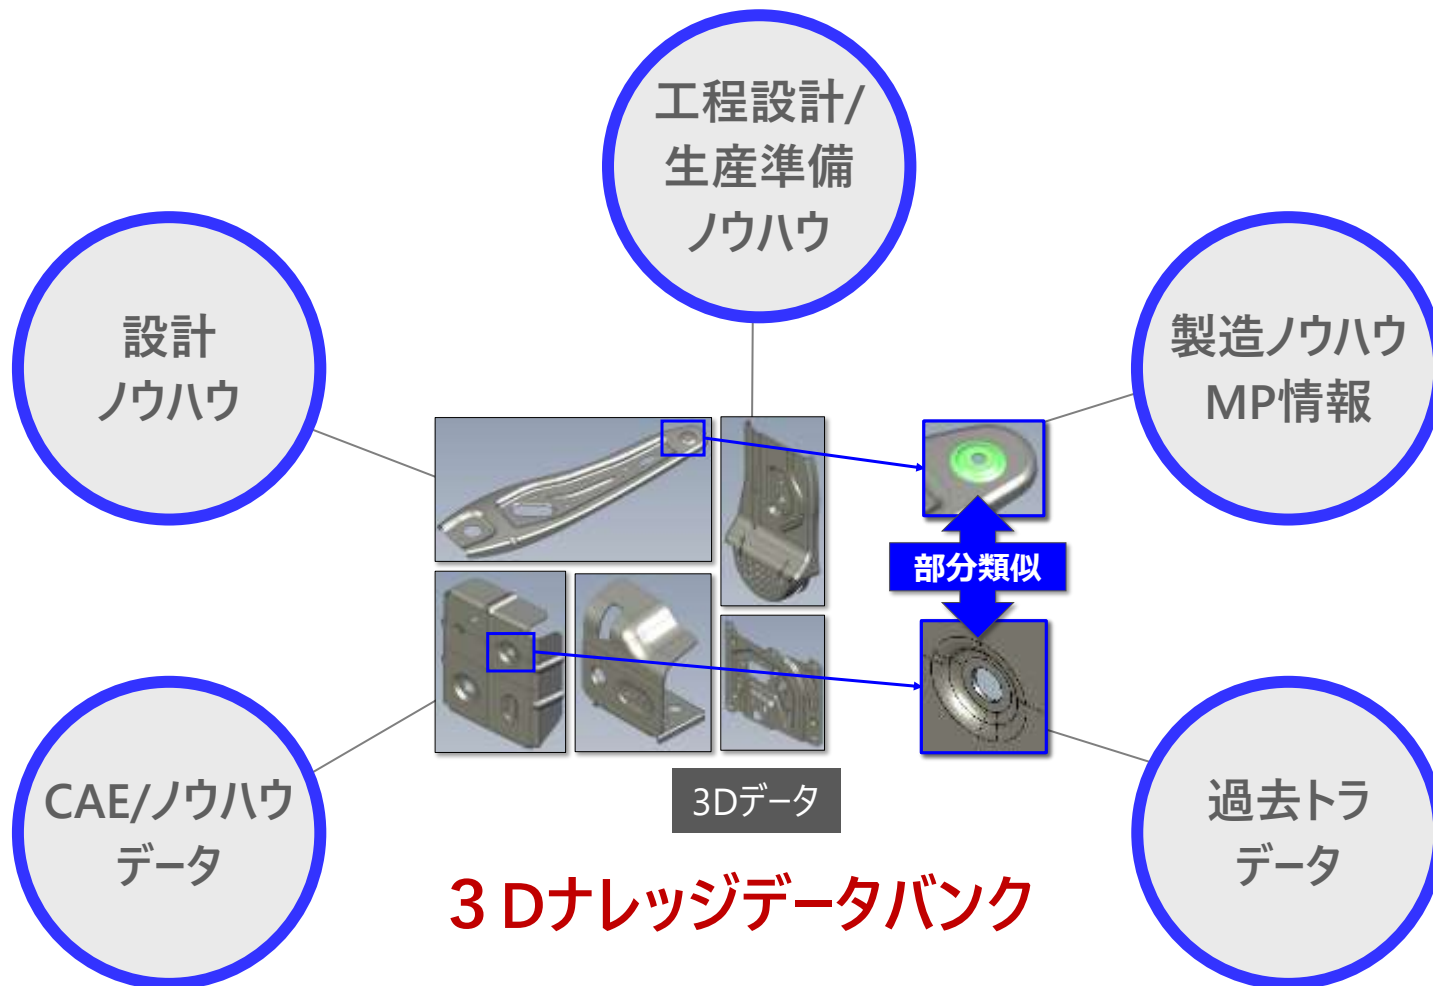 工程設計/
生産準備
ノウハウ
設計
ノウハウ
製造ノウハウ
MP情報
部分類似
CAE/ノウハウ
データ
過去トラ
データ
3Dデータ
３Dナレッジデータバンク